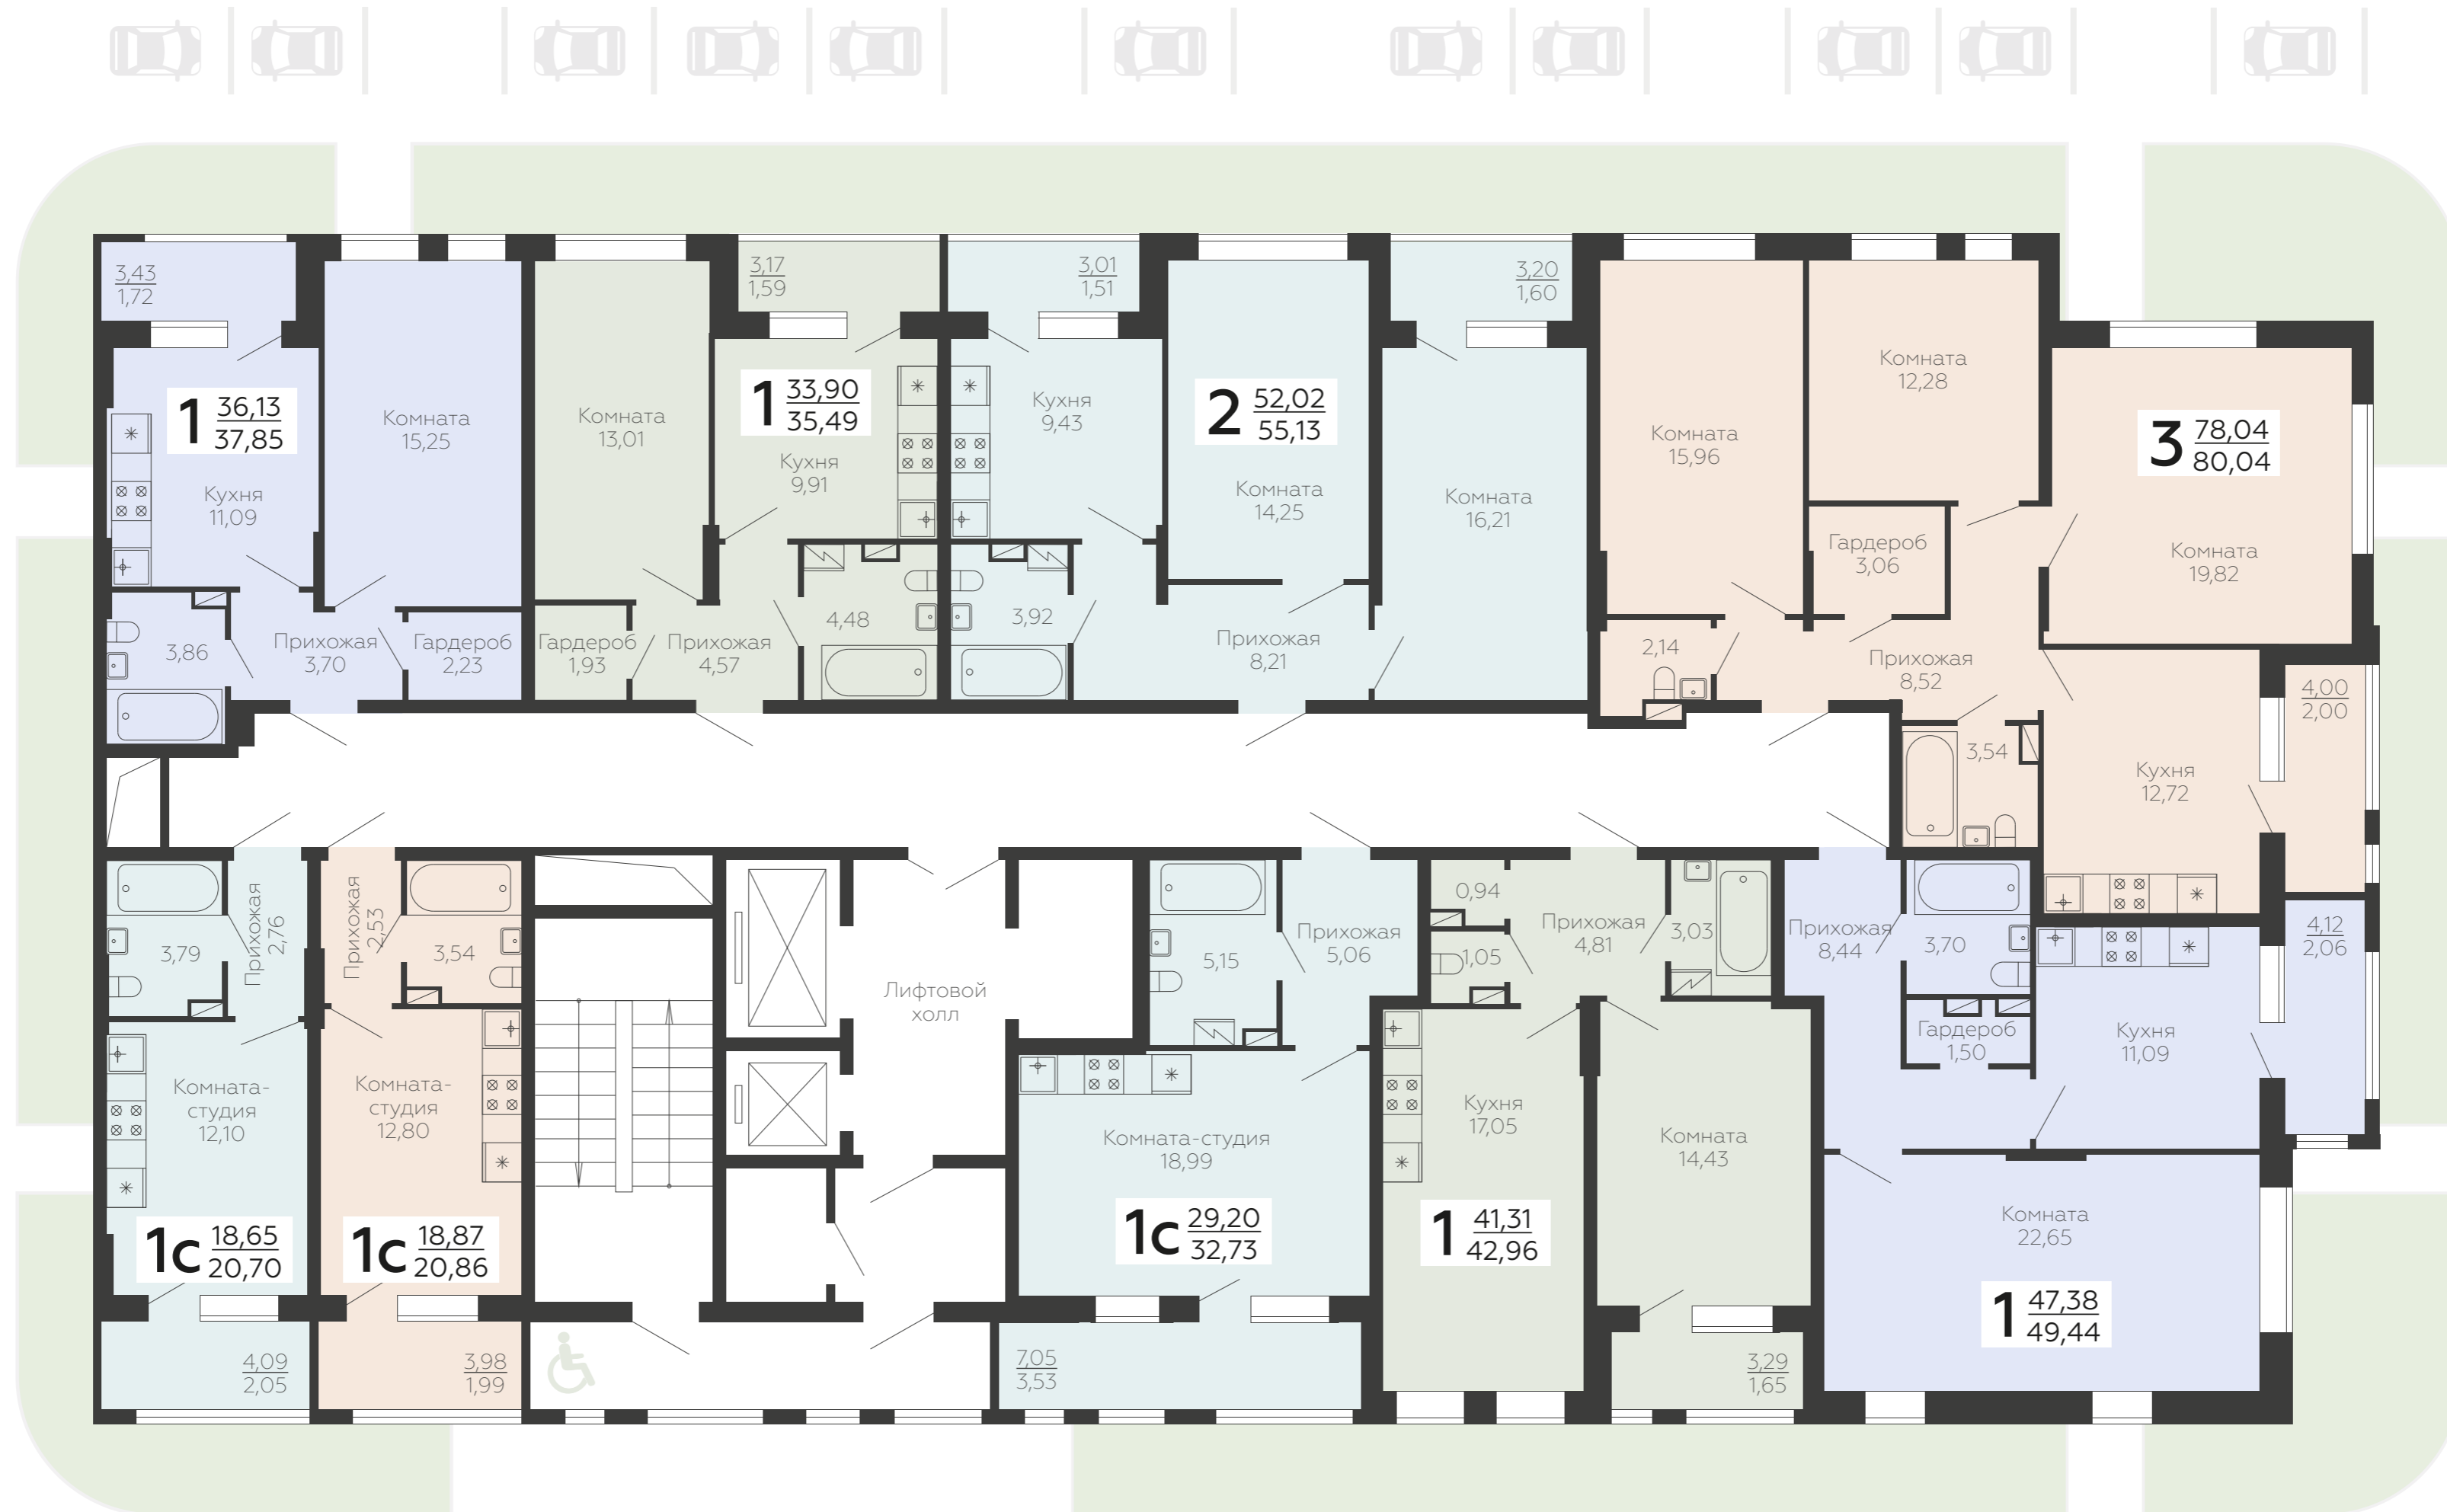 3,43
1,72
1
36,13
37,85
Кухня
11,09
Комната
15,25
3,86
Прихожая
3,70
Гардероб
2,23
Комната
13,01
3,17
1,59
1
33,90
35,49
Кухня
9,91
Гардероб
1,93
Прихожая
4,57
4,48
3,01
1,51
Кухня
9,43
3,92
2
52,02
55,13
Комната
14,25
Прихожая
8,21
3,20
1,60
Комната
16,21
Комната
15,96
Комната
12,28
Гардероб
3,06
2,14
Прихожая
8,52
3
78,04
80,04
Комната
19,82
3,54
Кухня
12,72
4,00
2,00
3,79
Прихожая
2,76
Комната-
студия
12,10
1с
18,65
20,70
4,09
2,05
Прихожая
2,53
3,54
Комната-
студия
12,80
1с
18,87
20,86
3,98
1,99
Лифтовой
холл
5,15
Прихожая
5,06
Комната-студия
18,99
1с
29,20
32,73
7,05
3,53
0,94
1,05
Прихожая
4,81
3,03
Кухня
17,05
1
41,31
42,96
Комната
14,43
3,29
1,65
Прихожая
8,44
3,70
Гардероб
1,50
Кухня
11,09
4,12
2,06
Комната
22,65
1
47,38
49,44